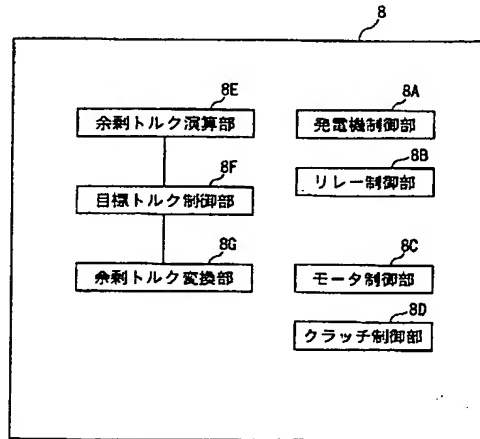 8
8E
余剰トルク演算部
8F
目標トルク制御部
8G
余剰トルク変換部
8A
発電機制御部
8B
リレー制御部
8C
モータ制御部
8D
クラッチ制御部